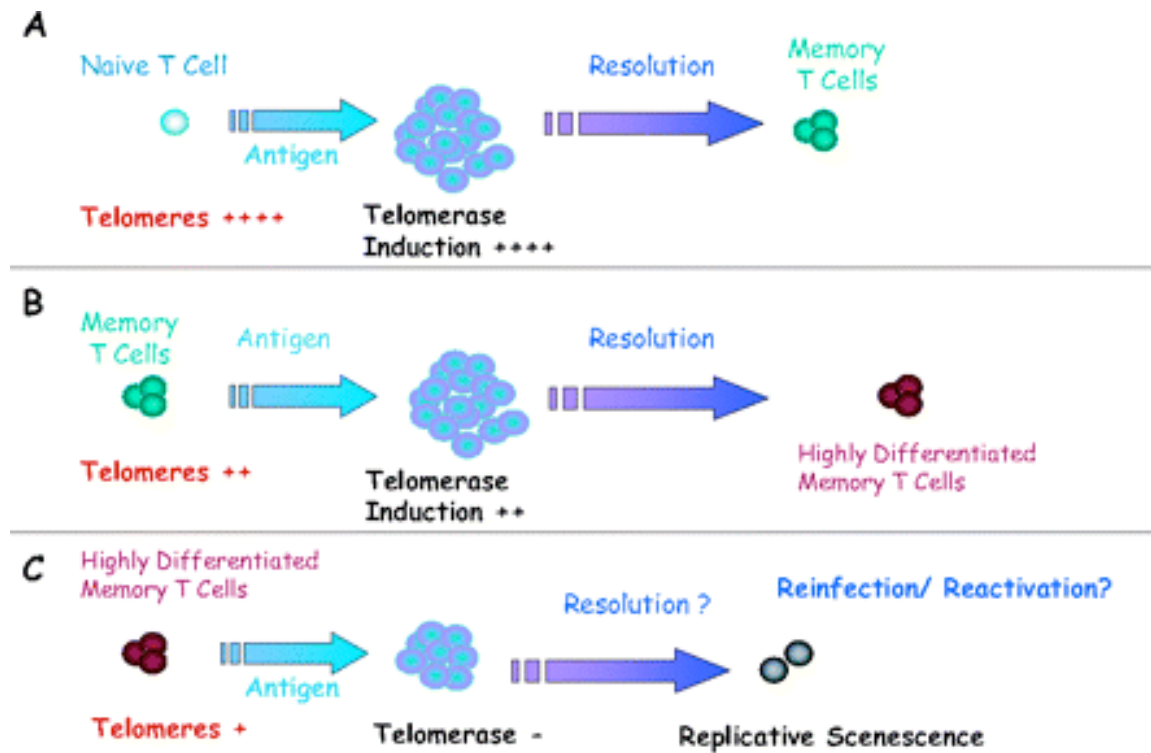 A
Naive T Cell
Antigen
Resolution
Memory
T Cells
Telomeres ++++
Telomerase
Induction ++++
B
Memory
T Cells
Antigen
Resolution
Highly Differentiated
Memory T Cells
Telomeres ++
Telomerase
Induction ++
C
Highly Differentiated
Memory T Cells
Antigen
Resolution ?
Reinfection/ Reactivation?
Telomeres +
Telomerase -
Replicative Scenescence